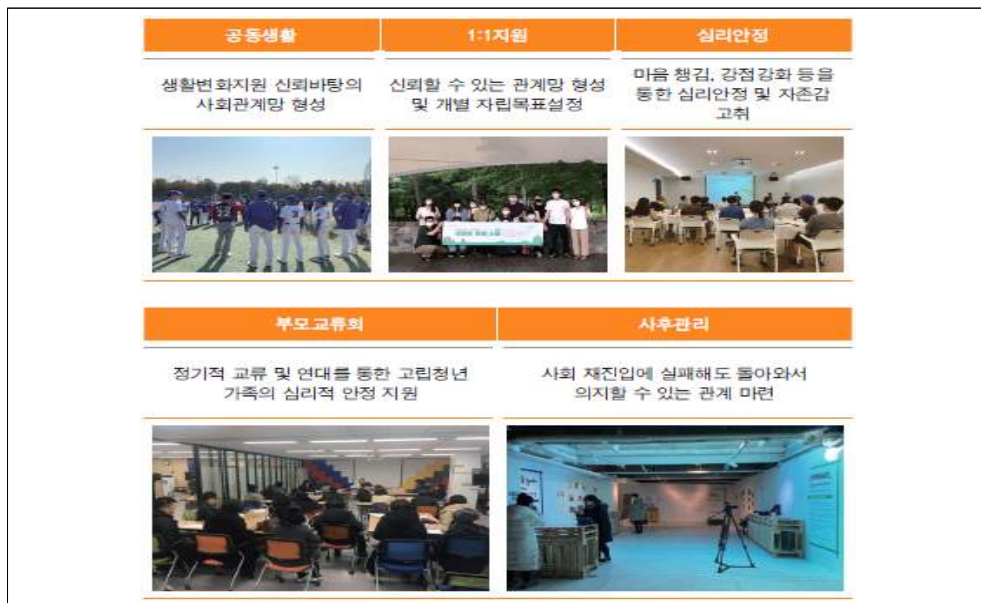 공동생활
1:1지원
심리안정
생활변화지원 신뢰바탕의
사회관계망 형성
신뢰할 수 있는 관계망 형성
및 개별 자립목표설정
마음 챙김, 강점강화 등을
통한 심리안정 및 자존감
고취
부모교류회
사후관리
정기적 교류 및 연대를 통한 고립청년
가족의 심리적 안정 지원
사회 재진입에 실패해도 돌아와서
의지할 수 있는 관계 마련